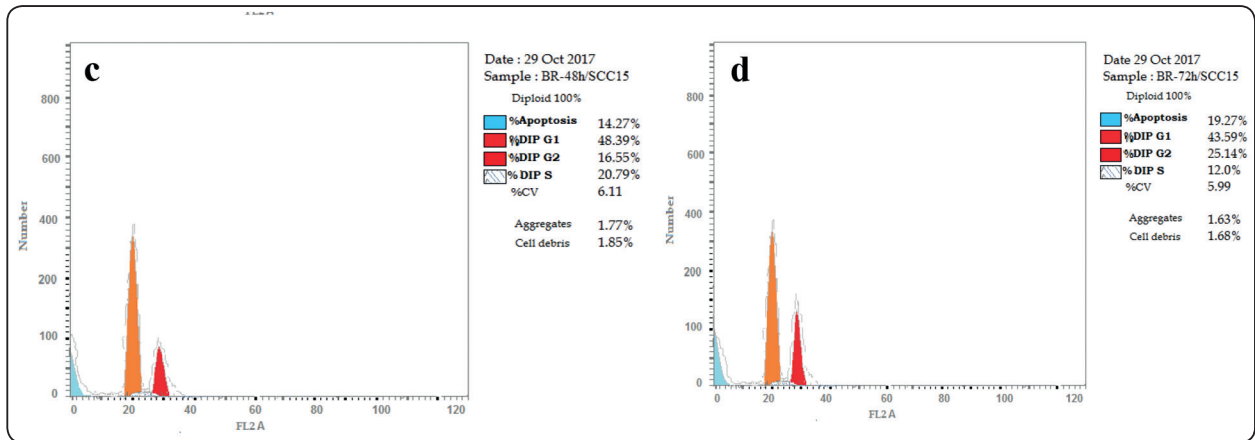 c
Date : 29 Oct 2017
Sample : BR-48h/SCC15
Diploid 100%
%Apoptosis 14.27%
%DIP G1 48.39%
%DIP G2 16.55%
% DIP S 20.79%
%CV 6.11
Aggregates 1.77%
Cell debris 1.85%
Number
800
600
400
200
100
0
0 20 40 60 80 100 120
FL2A
d
Date 29 Oct 2017
Sample : BR-72h/SCC15
Diploid 100%
%Apoptosis 19.27%
%DIP G1 43.59%
%DIP G2 25.14%
% DIP S 12.0%
%CV 5.99
Aggregates 1.63%
Cell debris 1.68%
Number
800
600
400
200
100
0
0 20 40 60 80 100 120
FL2A